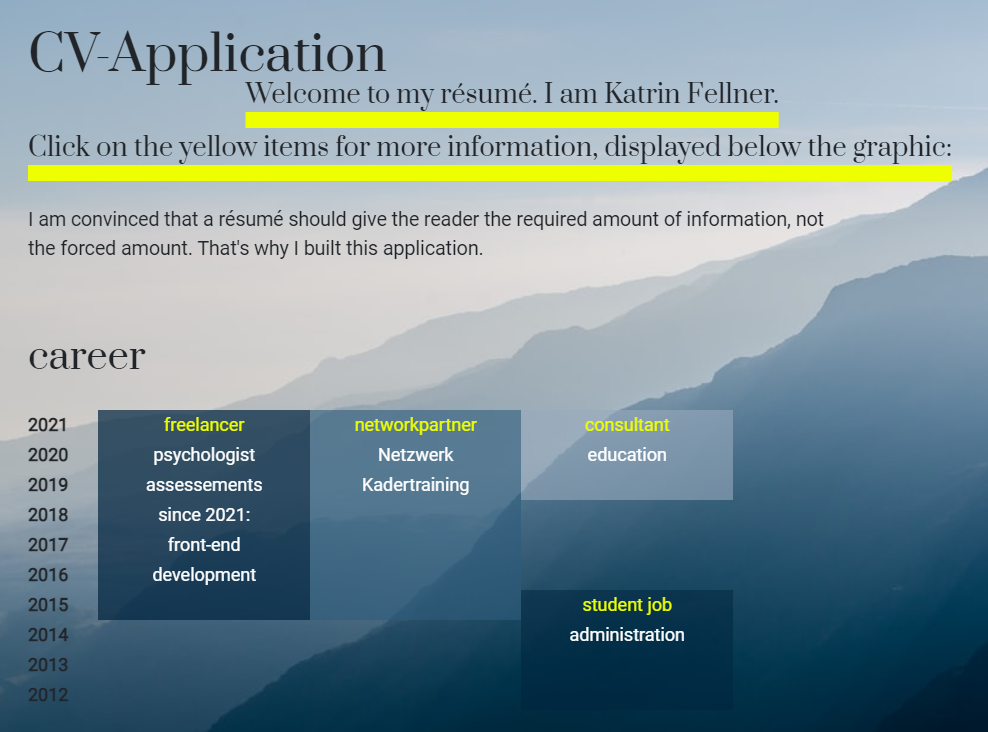 CV-Application
Welcome to my résumé. I am Katrin Fellner.
Click on the yellow items for more information, displayed below the graphic:
I am convinced that a résumé should give the reader the required amount of information, not
the forced amount. That's why I built this application.
career
2021 freelancer networkpartner consultant
2020 psychologist Netzwerk education
2019 assessements Kadertraining
2018 since 2021:
2017 front-end
2016 development
2015 student job
2014 administration
2013
2012